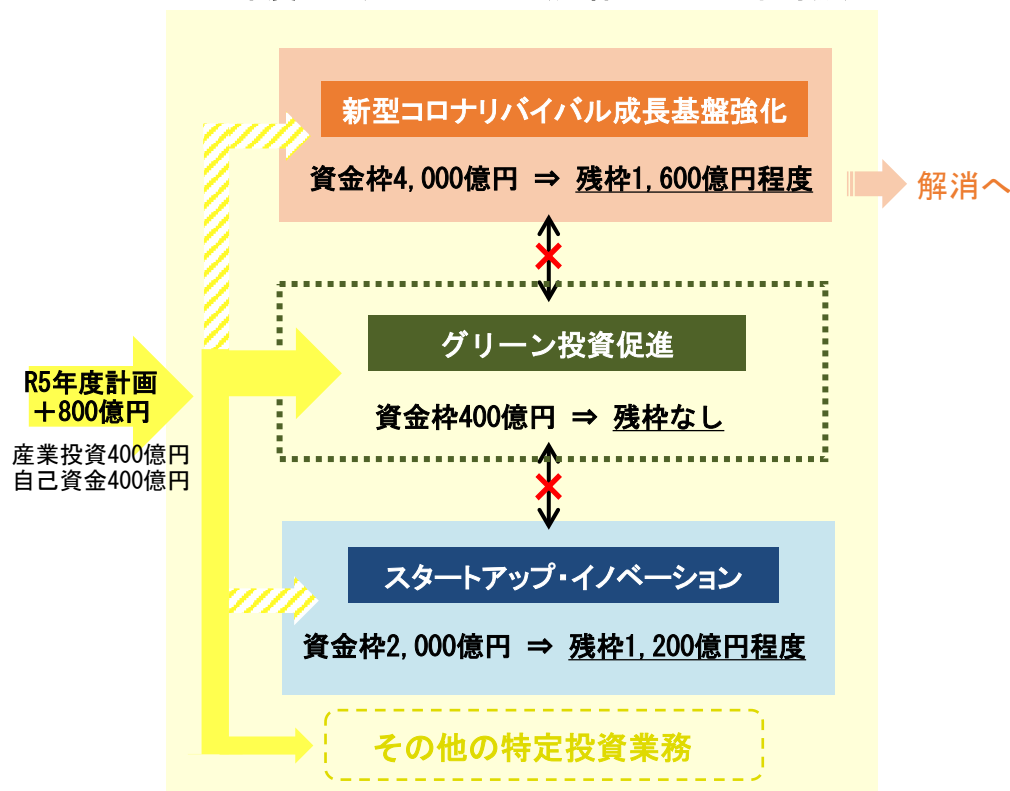 新型コロナリバイバル成長基盤強化
資金枠4,000億円 ⇒ 残枠1,600億円程度
解消へ
グリーン投資促進
資金枠400億円 ⇒ 残枠なし
R5年度計画
+800億円
産業投資400億円
自己資金400億円
スタートアップ・イノベーション
資金枠2,000億円 ⇒ 残枠1,200億円程度
その他の特定投資業務